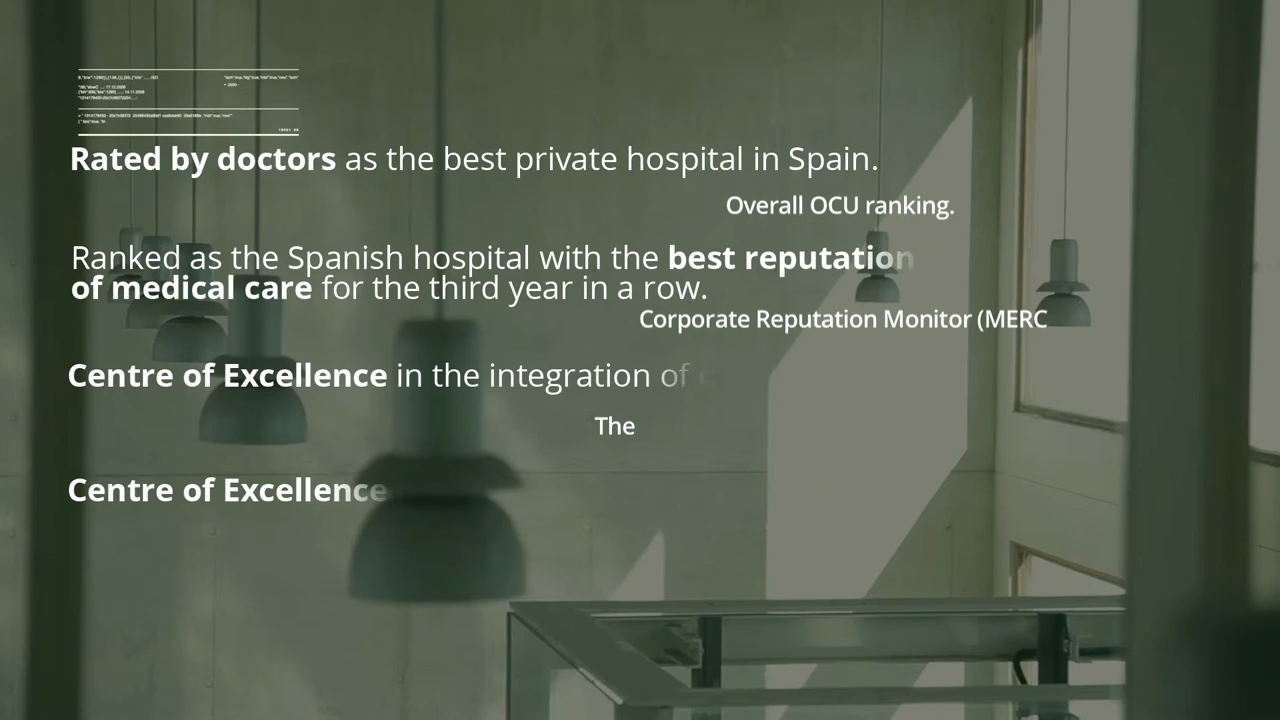 Rated by doctors as the best private hospital in Spain.
Overall OCU ranking.
Ranked as the Spanish hospital with the best reputation
of medical care for the third year in a row.
Corporate Reputation Monitor (MERC
Centre of Excellence in the integration of
The
Centre of Excellence